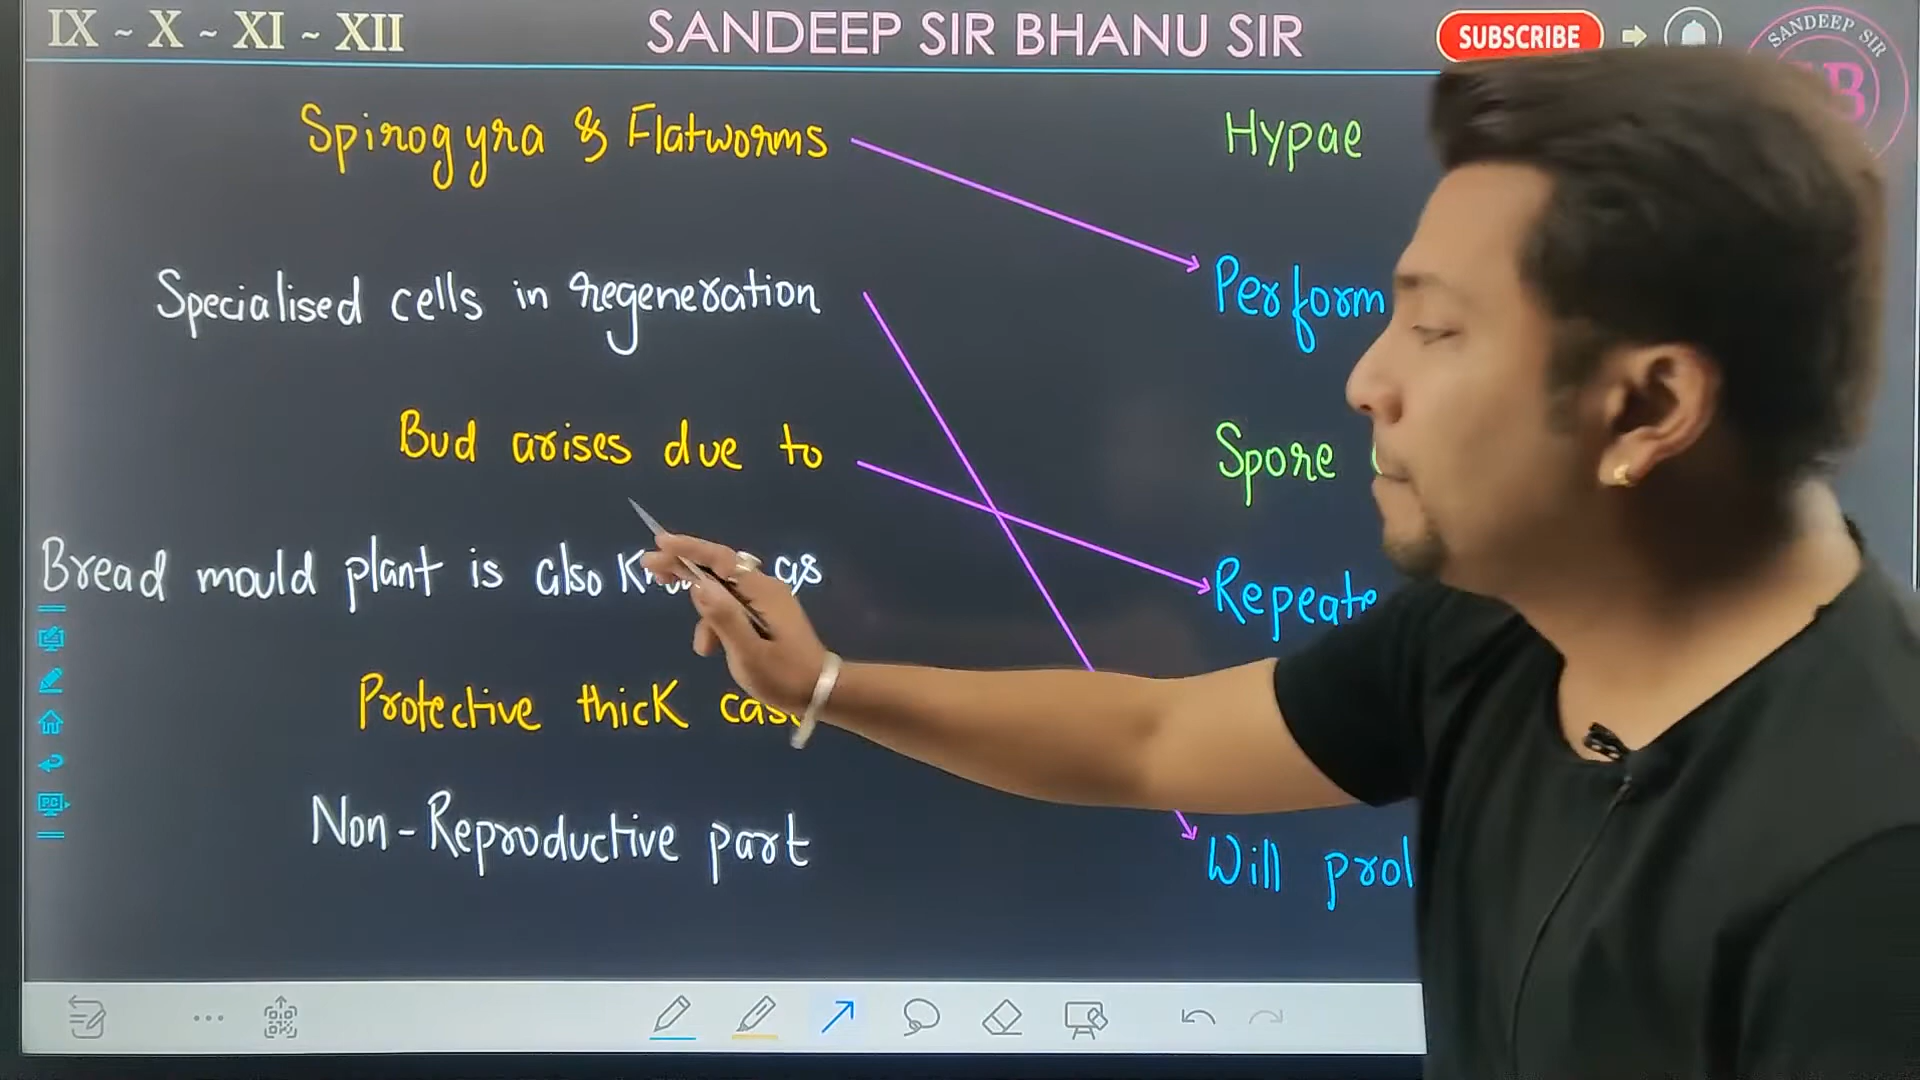 IX ~ X ~ XI ~ XII
SANDEEP SIR BHANU SIR
SUBSCRIBE
SANDEEP SIR
Spirogyra & Flatworms
Hypae
Specialised cells in regeneration
Perform
Bud arises due to
Spore
Bread mould plant is also as
Repeate
Protective thick
Non-Reproductive part
Will
PC